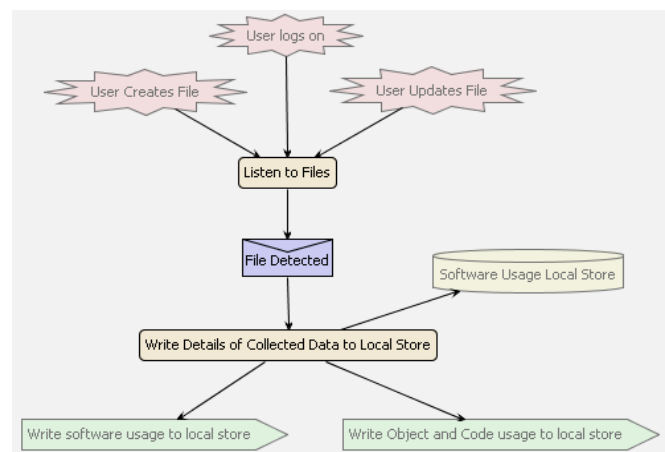 User logs on
User Creates File
User Updates File
Listen to Files
File Detected
Software Usage Local Store
Write Details of Collected Data to Local Store
Write software usage to local store
Write Object and Code usage to local store